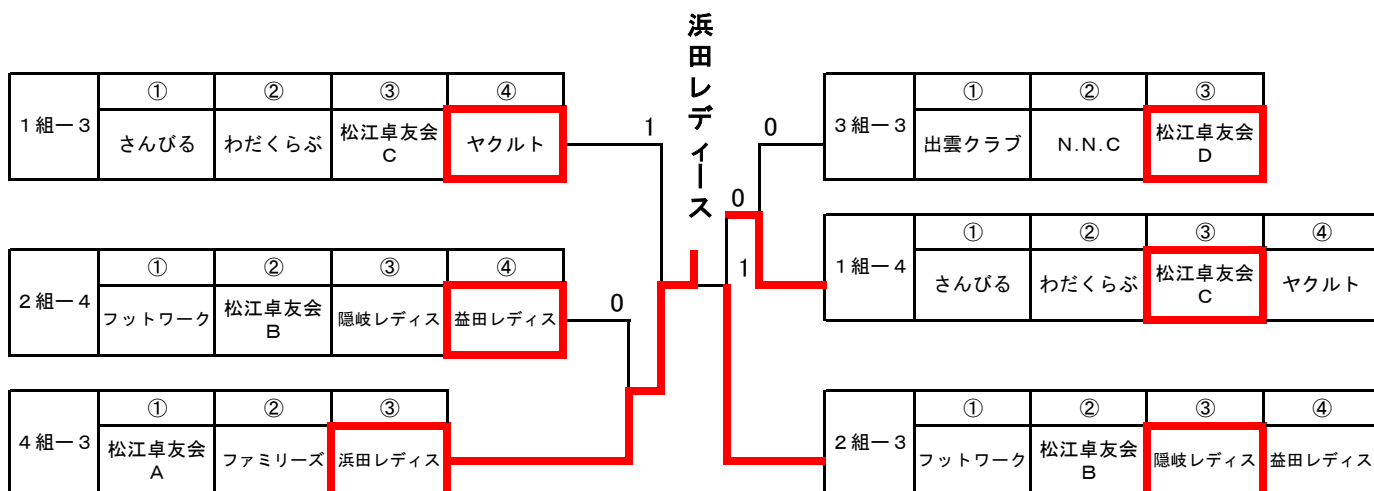 浜田レディース
① ② ③ ④
1組ー3 さんびる わだくらぶ 松江卓友会C ヤクルト
1
① ② ③ ④
2組ー4 フットワーク 松江卓友会B 隠岐レディス 益田レディス
0
① ② ③
4組ー3 松江卓友会A ファミリーズ 浜田レディス
0
① ② ③
3組ー3 出雲クラブ N.N.C 松江卓友会D
0
① ② ③ ④
1組ー4 さんびる わだくらぶ 松江卓友会C ヤクルト
1
① ② ③ ④
2組ー3 フットワーク 松江卓友会B 隠岐レディス 益田レディス